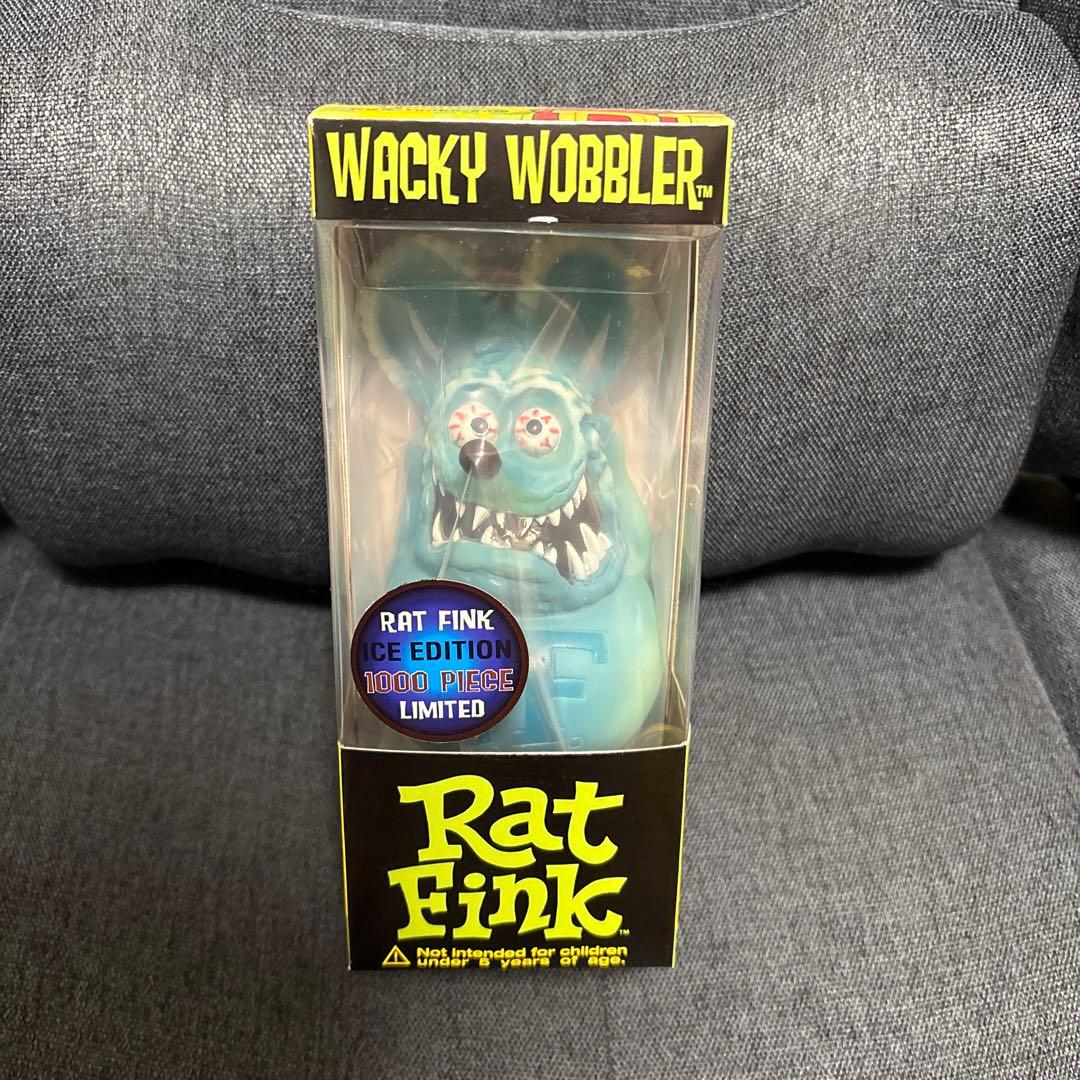 WACKY WOBBLER™
RAT FINK
ICE EDITION
1000 PIECE
LIMITED
Rat
Fink™
Not intended for children
under 5 years of age.